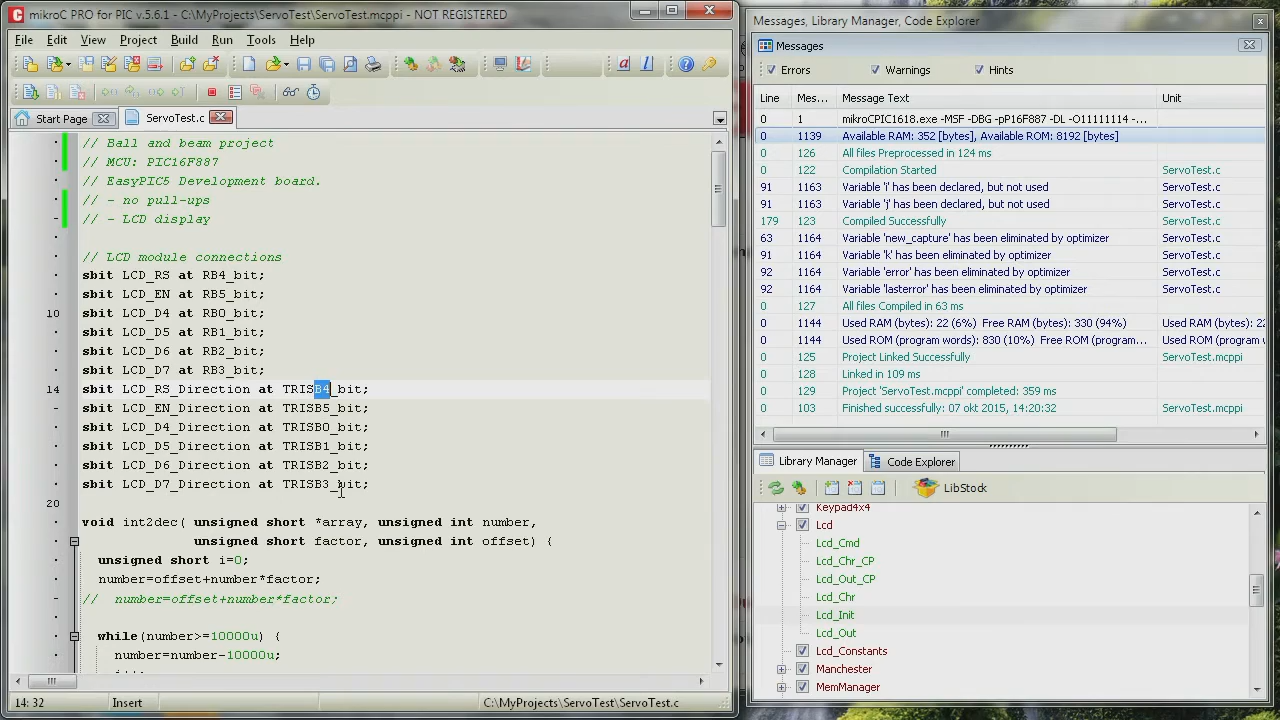 mikroC PRO for PIC v.5.6.1 - C:\MyProjects\ServoTest\ServoTest.mcppi - NOT REGISTERED
File Edit View Project Build Run Tools Help
Start Page ServoTest.c
// Ball and beam project
// MCU: PIC16F887
// EasyPIC5 Development board.
// - no pull-ups
// - LCD display
// LCD module connections
sbit LCD_RS at RB4_bit;
sbit LCD_EN at RB5_bit;
10 sbit LCD_D4 at RB0_bit;
sbit LCD_D5 at RB1_bit;
sbit LCD_D6 at RB2_bit;
sbit LCD_D7 at RB3_bit;
14 sbit LCD_RS_Direction at TRISB4_bit;
sbit LCD_EN_Direction at TRISB5_bit;
sbit LCD_D4_Direction at TRISB0_bit;
sbit LCD_D5_Direction at TRISB1_bit;
sbit LCD_D6_Direction at TRISB2_bit;
sbit LCD_D7_Direction at TRISB3_bit;
20
void int2dec( unsigned short *array, unsigned int number,
unsigned short factor, unsigned int offset) {
unsigned short i=0;
number=offset+number*factor;
// number=offset+number*factor;
while(number>=10000u) {
number=number-10000u;
14:32 Insert C:\MyProjects\ServoTest\ServoTest.c
Messages, Library Manager, Code Explorer
Messages
Errors Warnings Hints
Line Mes... Message Text Unit
0 1 mikroCPIC1618.exe -MSF -DBG -pP16F887 -DL -O11111114 -...
0 1139 Available RAM: 352 [bytes], Available ROM: 8192 [bytes]
0 126 All files Preprocessed in 124 ms
0 122 Compilation Started ServoTest.c
91 1163 Variable 'i' has been declared, but not used ServoTest.c
91 1163 Variable 'j' has been declared, but not used ServoTest.c
179 123 Compiled Successfully ServoTest.c
63 1164 Variable 'new_capture' has been eliminated by optimizer ServoTest.c
91 1164 Variable 'k' has been eliminated by optimizer ServoTest.c
92 1164 Variable 'error' has been eliminated by optimizer ServoTest.c
92 1164 Variable 'lasterror' has been eliminated by optimizer ServoTest.c
0 127 All files Compiled in 63 ms
0 1144 Used RAM (bytes): 22 (6%) Free RAM (bytes): 330 (94%) Used RAM (bytes): 22
0 1144 Used ROM (program words): 830 (10%) Free ROM (program... Used ROM (program w
0 125 Project Linked Successfully ServoTest.mcppi
0 128 Linked in 109 ms
0 129 Project 'ServoTest.mcppi' completed: 359 ms
0 103 Finished successfully: 07 okt 2015, 14:20:32 ServoTest.mcppi
Library Manager Code Explorer
LibStock
Keypad4x4
Lcd
Lcd_Cmd
Lcd_Chr_CP
Lcd_Out_CP
Lcd_Chr
Lcd_Init
Lcd_Out
Lcd_Constants
Manchester
MemManager